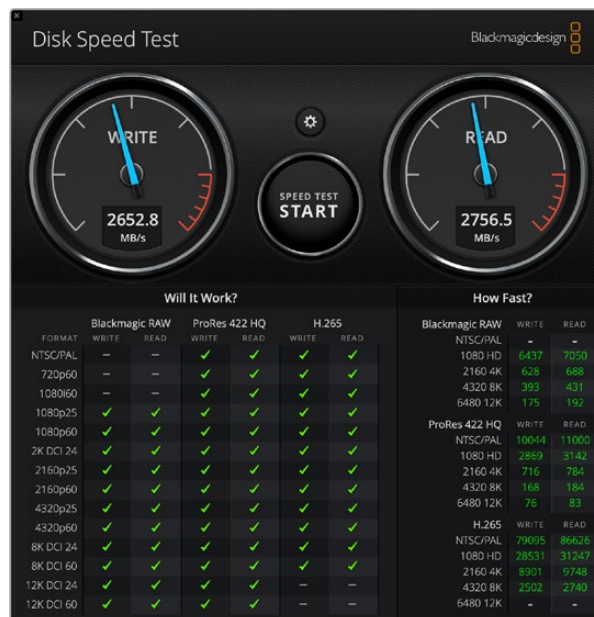 Disk Speed Test
Blackmagicdesign
WRITE
2652.8
MB/s
SPEED TEST
START
READ
2756.5
MB/s
Will It Work?
Blackmagic RAW ProRes 422 HQ H.265
FORMAT WRITE READ WRITE READ WRITE READ
NTSC/PAL – – ✓ ✓ ✓ ✓
720p60 – – ✓ ✓ ✓ ✓
1080i60 – – ✓ ✓ ✓ ✓
1080p25 ✓ ✓ ✓ ✓ ✓ ✓
1080p60 ✓ ✓ ✓ ✓ ✓ ✓
2K DCI 24 ✓ ✓ ✓ ✓ ✓ ✓
2160p25 ✓ ✓ ✓ ✓ ✓ ✓
2160p60 ✓ ✓ ✓ ✓ ✓ ✓
4320p25 ✓ ✓ ✓ ✓ ✓ ✓
4320p60 ✓ ✓ ✓ ✓ ✓ ✓
8K DCI 24 ✓ ✓ ✓ ✓ ✓ ✓
8K DCI 60 ✓ ✓ ✓ ✓ ✓ ✓
12K DCI 24 ✓ ✓ ✓ ✓ – –
12K DCI 60 ✓ ✓ ✓ ✓ – –
How Fast?
Blackmagic RAW WRITE READ
NTSC/PAL - -
1080 HD 6437 7050
2160 4K 628 688
4320 8K 393 431
6480 12K 175 192
ProRes 422 HQ WRITE READ
NTSC/PAL 10044 11000
1080 HD 2869 3142
2160 4K 716 784
4320 8K 168 184
6480 12K 76 83
H.265 WRITE READ
NTSC/PAL 79095 86626
1080 HD 28531 31247
2160 4K 8901 9748
4320 8K 2502 2740
6480 12K - -